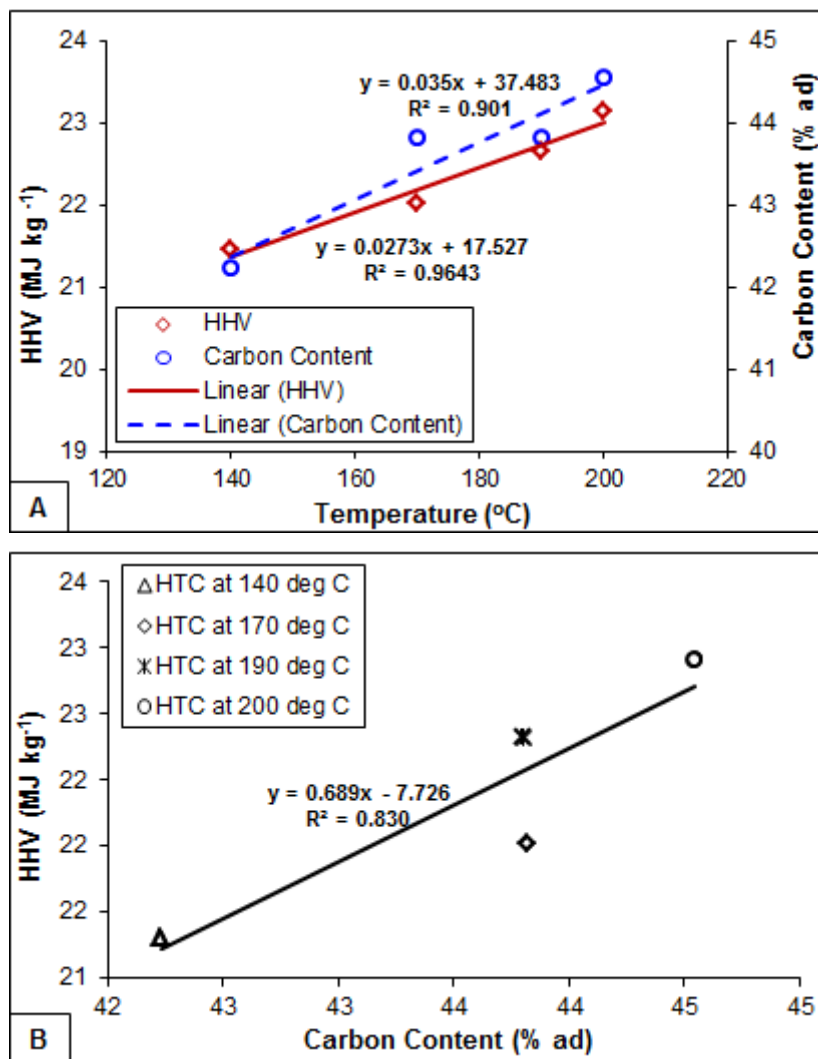 24
23
22
21
20
19
HHV (MJ kg -1)
y = 0.035x + 37.483
R² = 0.901
y = 0.0273x + 17.527
R² = 0.9643
HHV
Carbon Content
Linear (HHV)
Linear (Carbon Content)
45
44
43
42
41
40
Carbon Content (% ad)
120 140 160 180 200 220
Temperature (oC)
A
HTC at 140 deg C
HTC at 170 deg C
HTC at 190 deg C
HTC at 200 deg C
24
23
23
22
22
22
21
HHV (MJ kg-1)
y = 0.689x - 7.726
R² = 0.830
42 43 43 44 44 45 45
Carbon Content (% ad)
B